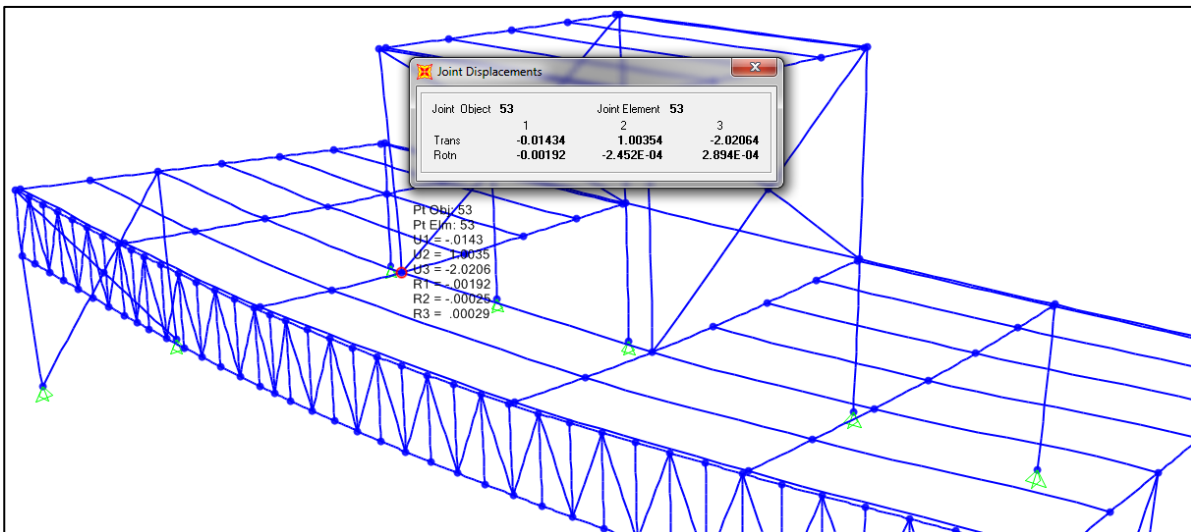 Joint Displacements
Joint Object 53 Joint Element 53
1 2 3
Trans -0.01434 1.00354 -2.02064
Rotn -0.00192 -2.452E-04 2.894E-04
Pt Obj: 53
Pt Elm: 53
U1 = -.0143
U2 = 1.0035
U3 = -2.0206
R1 = -.00192
R2 = -.00025
R3 = .00029